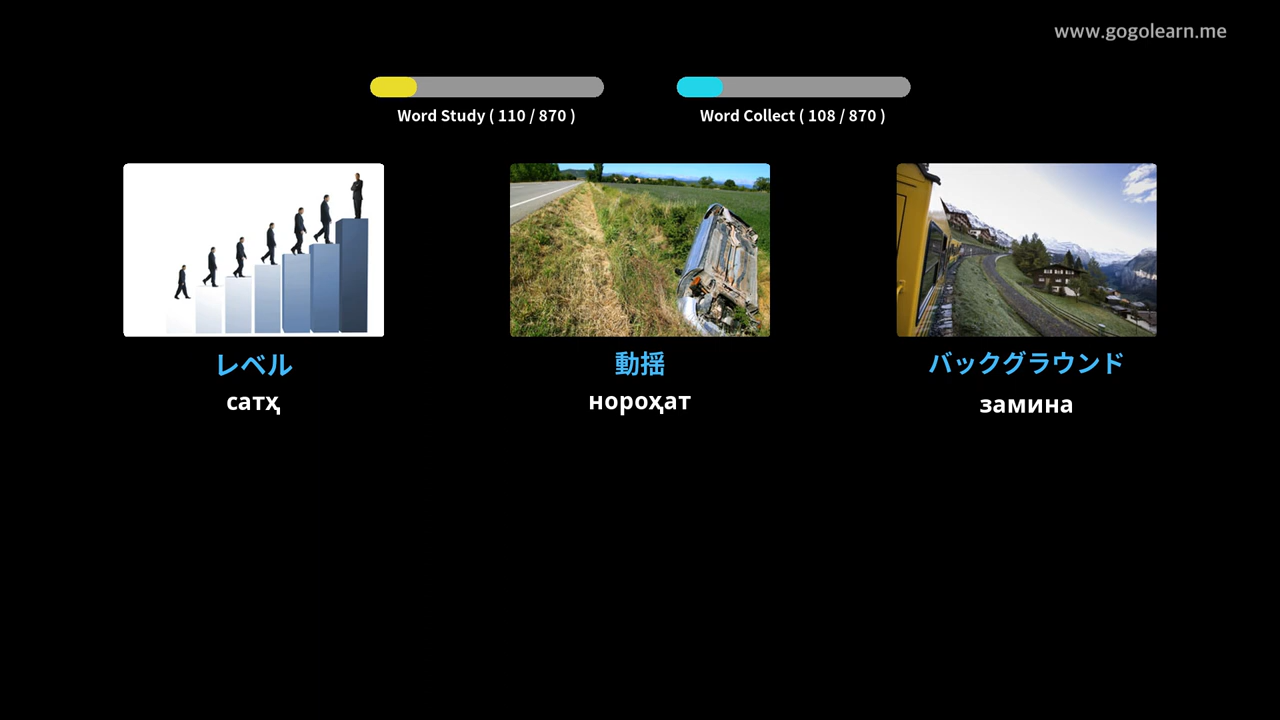 www.gogolearn.me
Word Study ( 110 / 870 )
Word Collect ( 108 / 870 )
レベル
сатҳ
動揺
нороҳат
バックグラウンド
замина